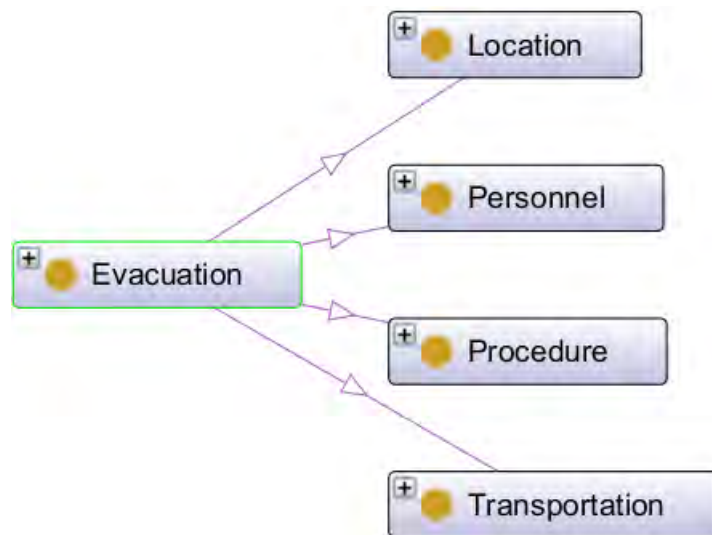 Location
Personnel
Evacuation
Procedure
Transportation